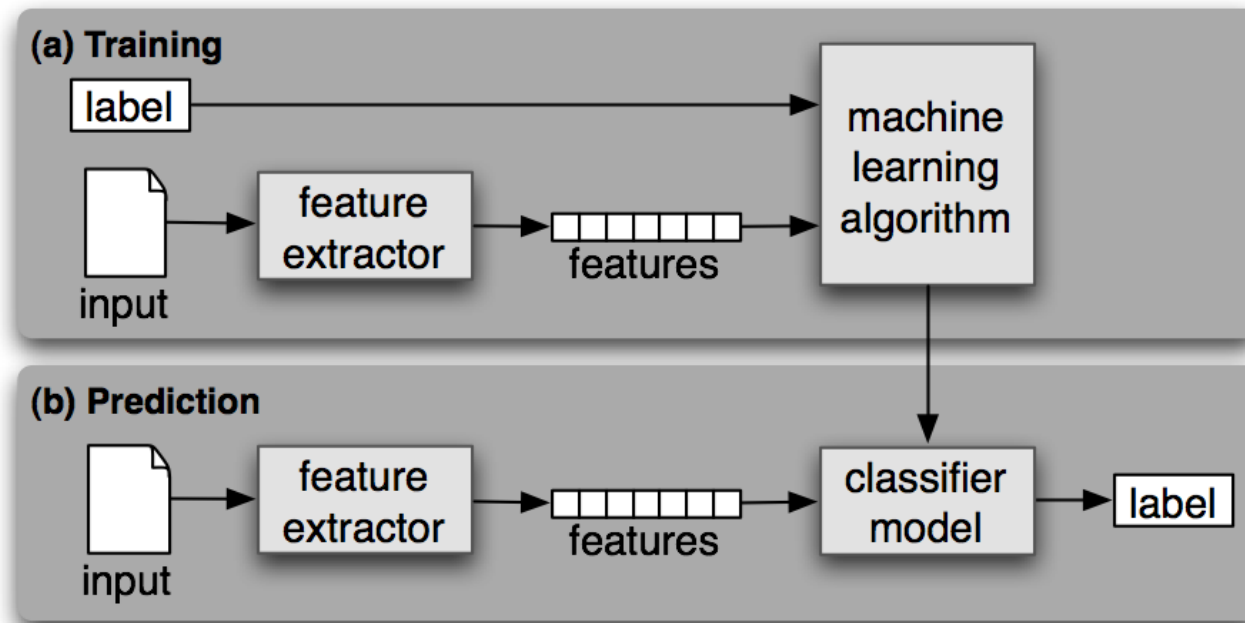 (a) Training
label
machine
learning
algorithm
feature
extractor
features
input
(b) Prediction
feature
extractor
features
input
classifier
model
label